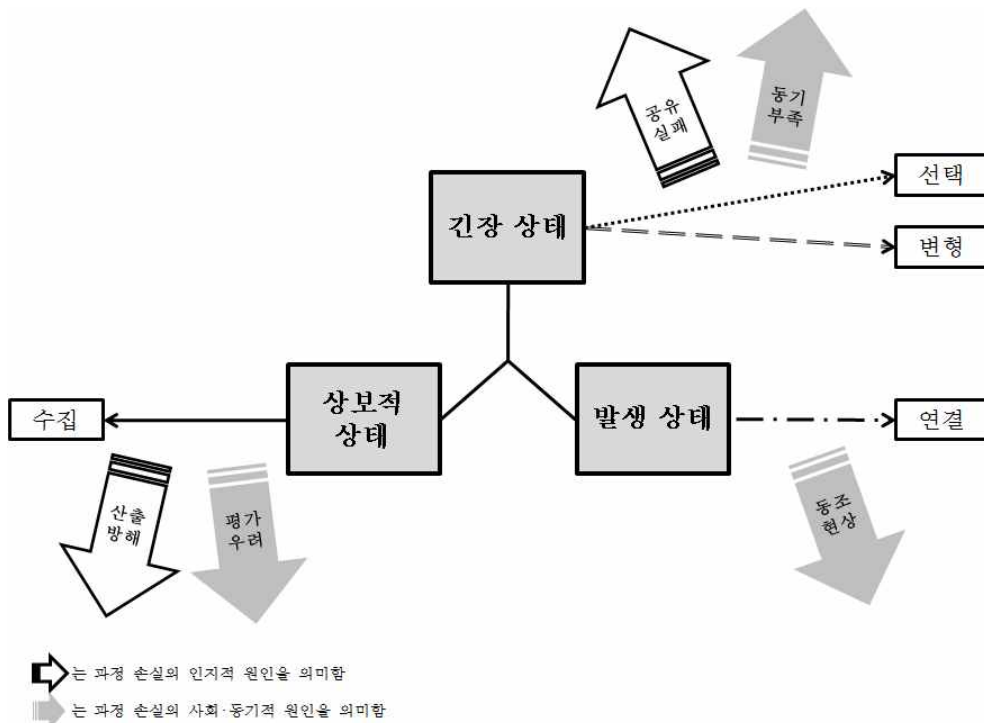 공유
실패
동기
부족
선택
긴장 상태
변형
상보적
상태
발생 상태
수집
연결
산출
방해
평가
우려
동조
현상
는 과정 손실의 인지적 원인을 의미함
는 과정 손실의 사회·동기적 원인을 의미함